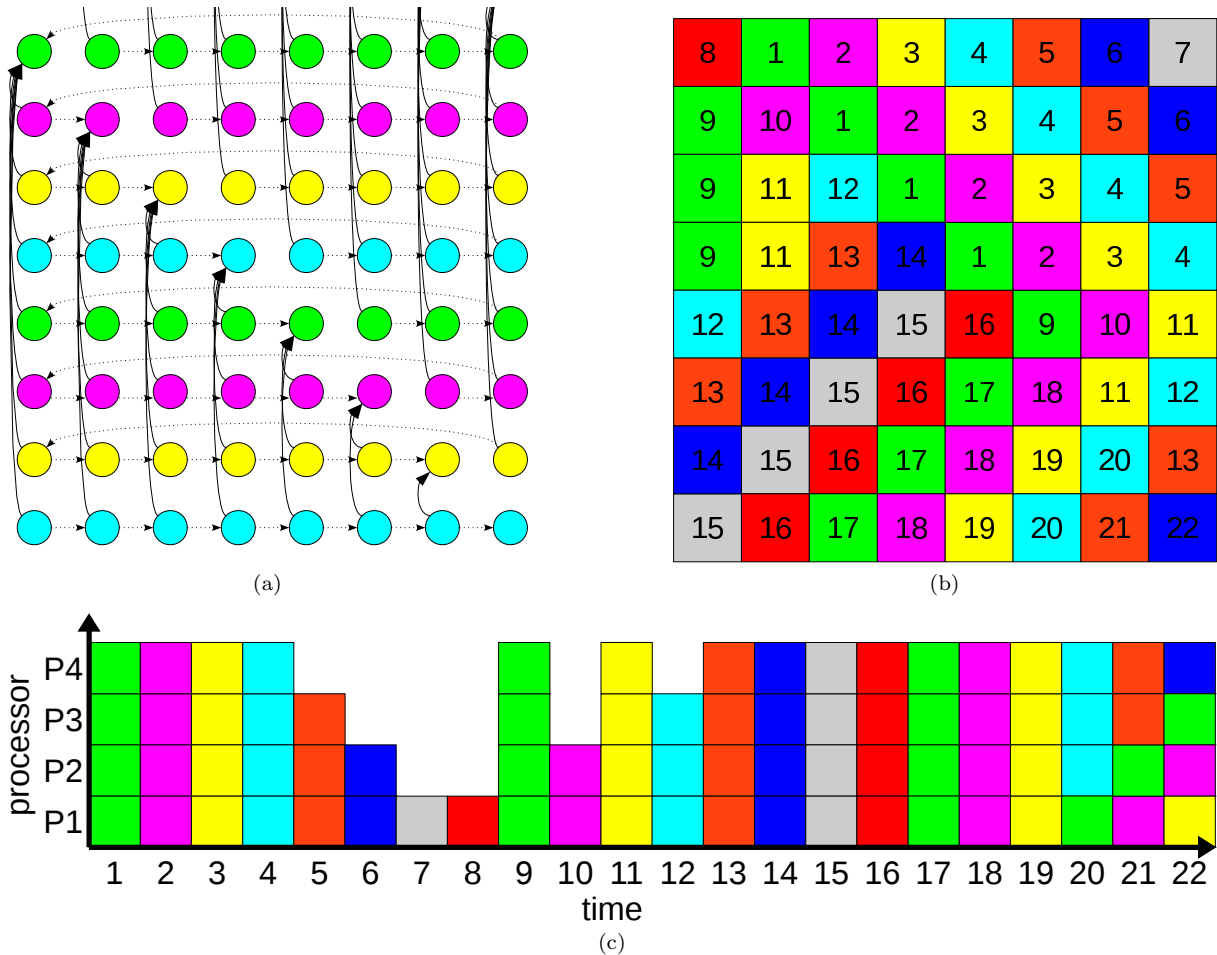 8 1 2 3 4 5 6 7
9 10 1 2 3 4 5 6
9 11 12 1 2 3 4 5
9 11 13 14 1 2 3 4
12 13 14 15 16 9 10 11
13 14 15 16 17 18 11 12
14 15 16 17 18 19 20 13
15 16 17 18 19 20 21 22
(a)
(b)
processor
P4
P3
P2
P1
1 2 3 4 5 6 7 8 9 10 11 12 13 14 15 16 17 18 19 20 21 22
time
(c)